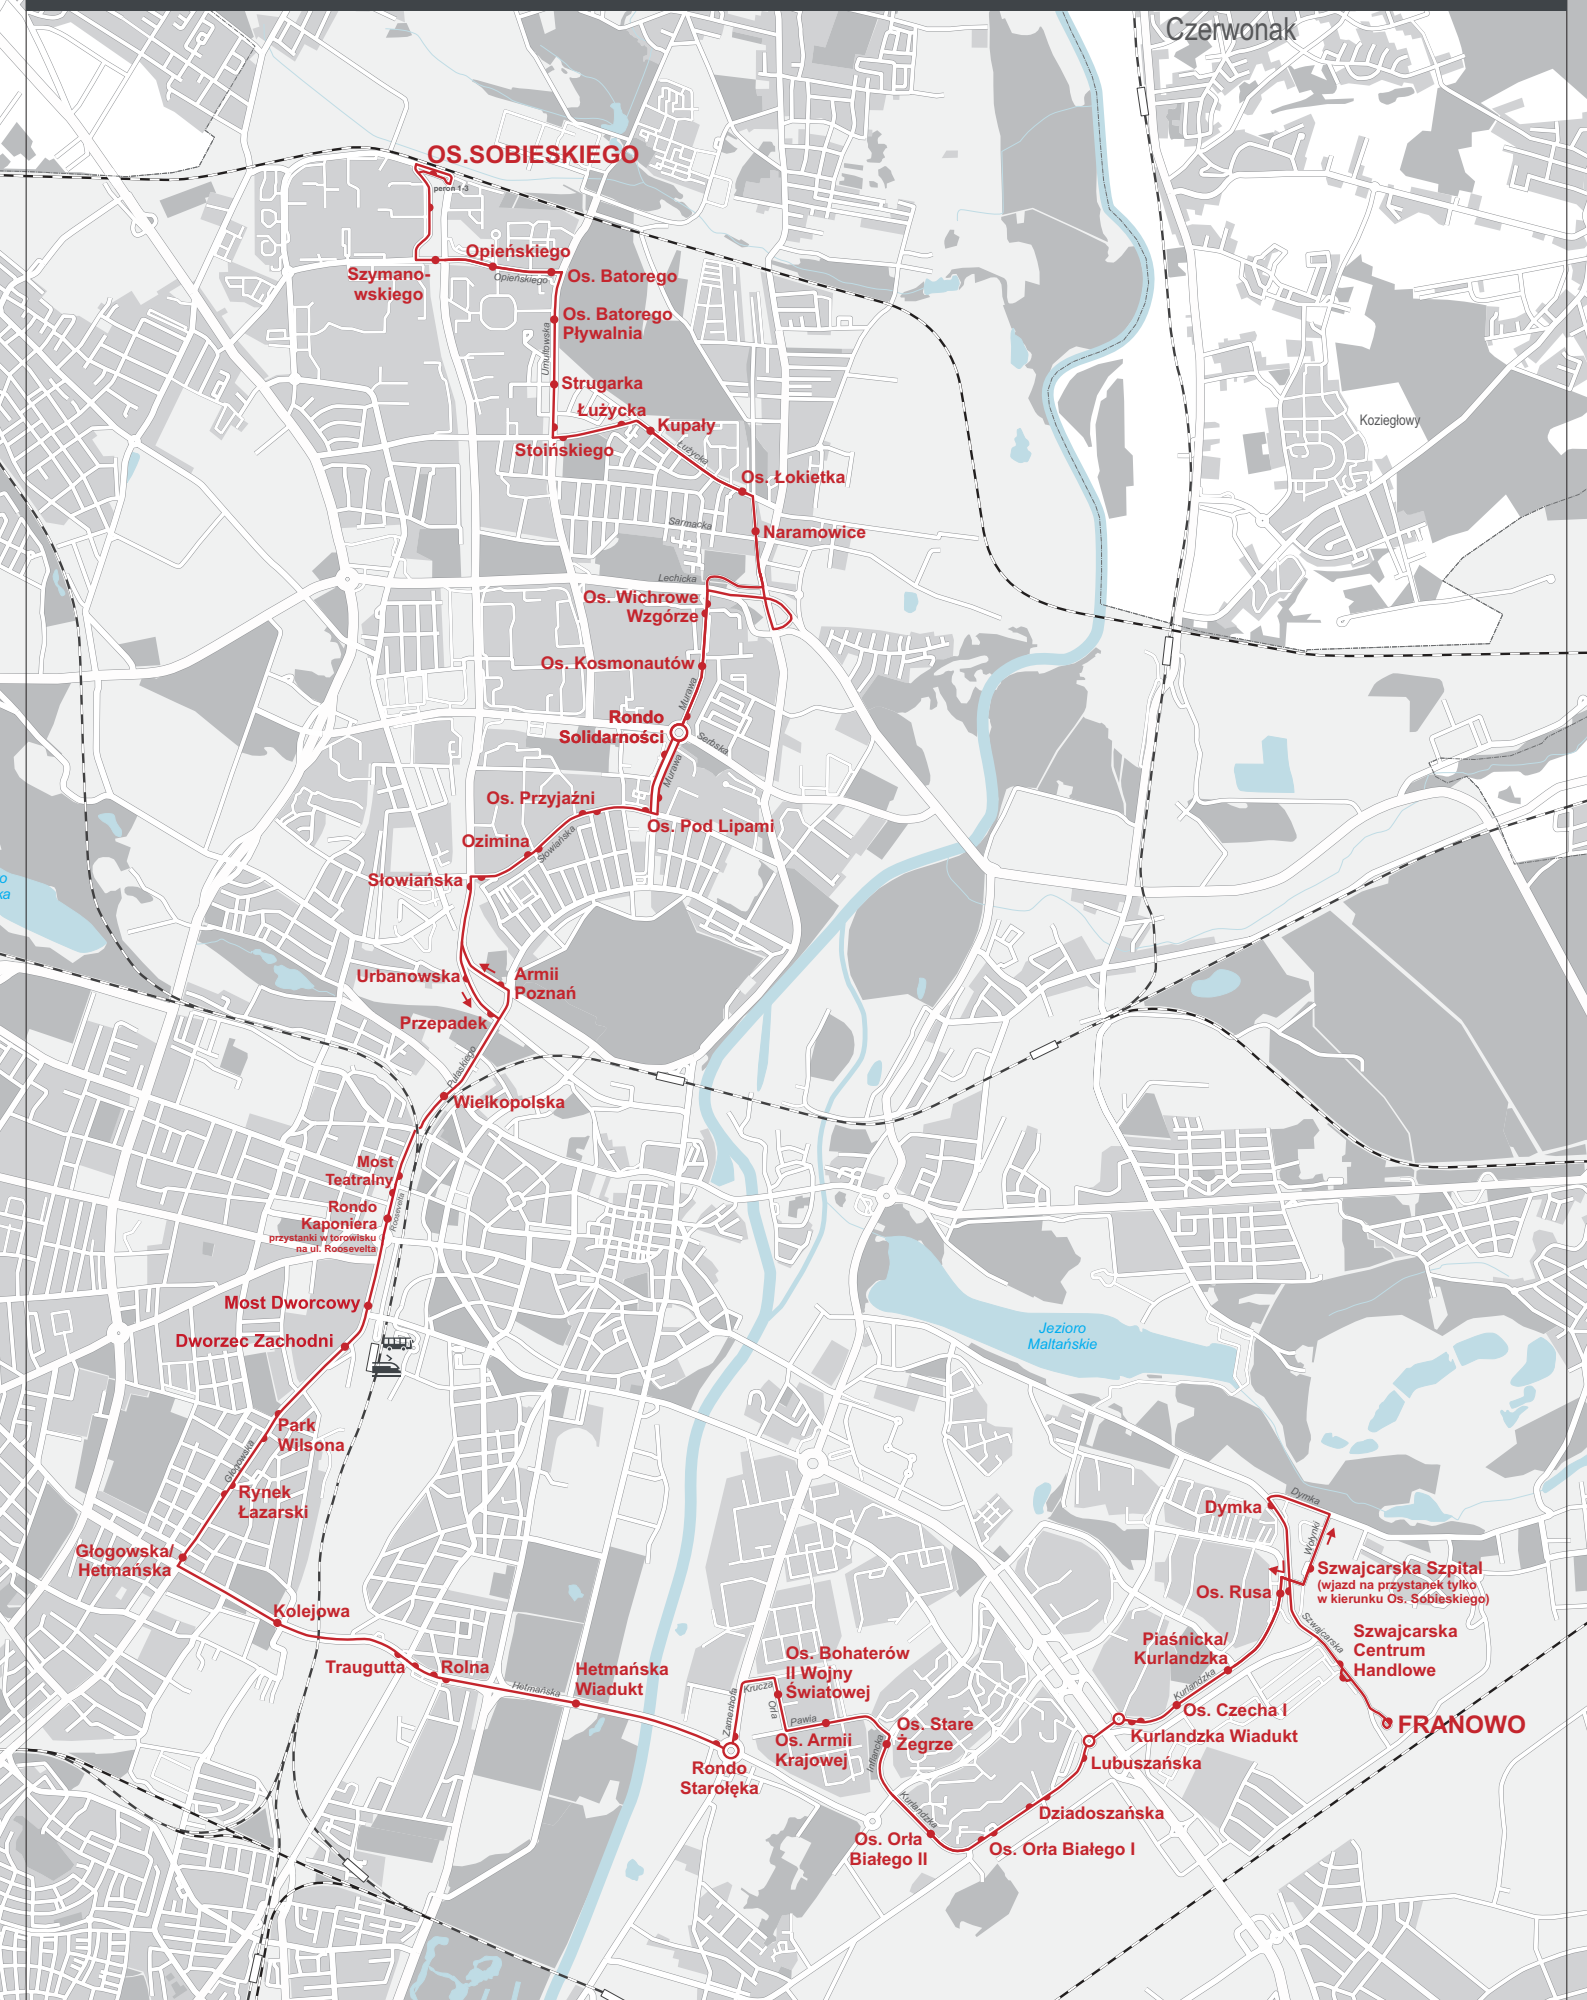 Czerwonak
OS.SOBIESKIEGO
peron 1-3
Opieńskiego
Opieńskiego
Szymano-
wskiego
Os. Batorego
Os. Batorego
Pływalnia
Umultowska
Strugarka
Łużycka
Kupały
Koziegłowy
Stoińskiego
Łużycka
Os. Łokietka
Sarmacka
Naramowice
Lechicka
Os. Wichrowe
Wzgórze
Os. Kosmonautów
Murawa
Rondo
Solidarności
Serbska
Murawa
Os. Przyjaźni
Os. Pod Lipami
Ozimina
Słowiańska
Słowiańska
Urbanowska
Armii
Poznań
Przepadek
Pułaskiego
Wielkopolska
Most
Teatralny
Roosevelta
Rondo
Kaponiera
przystanki w torowisku
na ul. Roosevelta
Most Dworcowy
Dworzec Zachodni
Jezioro
Maltańskie
Park
Wilsona
Głogowska
Rynek
Łazarski
Głogowska/
Hetmańska
Kolejowa
Traugutta
Rolna
Hetmańska
Hetmańska
Wiadukt
Zamenhofa
Krucza
Orla
Os. Bohaterów
II Wojny
Światowej
Pawia
Os. Armii
Krajowej
Rondo
Starołęka
Inflancka
Os. Stare
Żegrze
Kurlandzka
Os. Orła
Białego II
Os. Orła Białego I
Dziadoszańska
Lubuszańska
Kurlandzka Wiadukt
Os. Czecha I
Kurlandzka
Piaśnicka/
Kurlandzka
Os. Rusa
Dymka
Dymka
Wołynki
Szwajcarska Szpital
(wjazd na przystanek tylko
w kierunku Os. Sobieskiego)
Szwajcarska
Szwajcarska
Centrum
Handlowe
FRANOWO